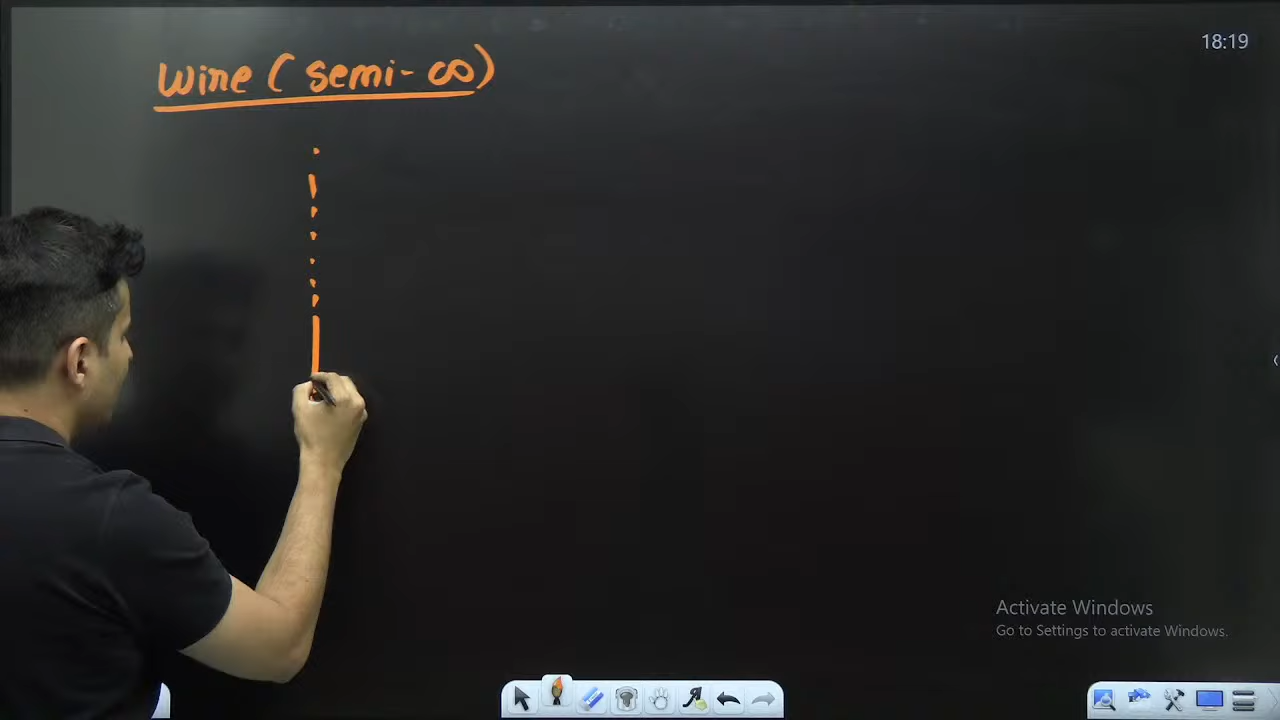 18:19
wire (semi-∞)
Activate Windows
Go to Settings to activate Windows.